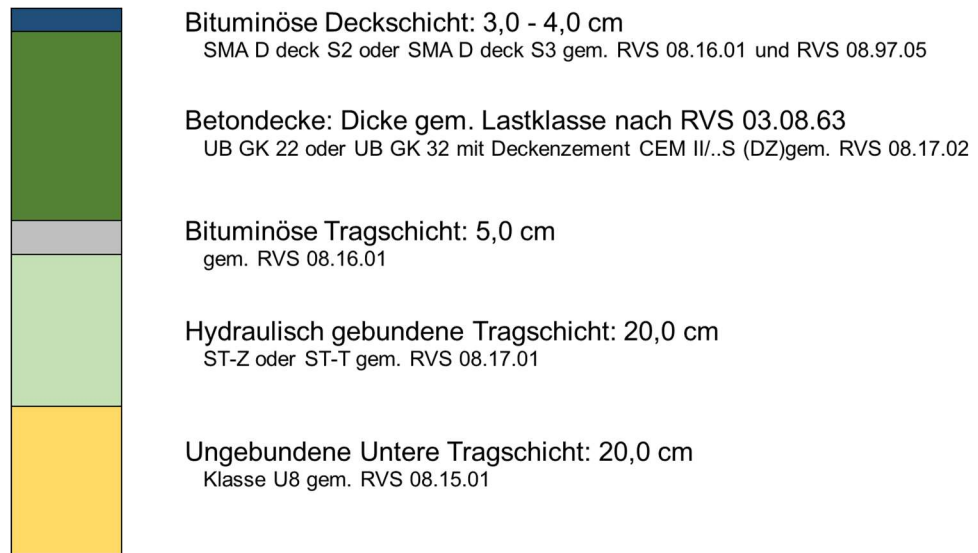 Bituminöse Deckschicht: 3,0 - 4,0 cm
SMA D deck S2 oder SMA D deck S3 gem. RVS 08.16.01 und RVS 08.97.05
Betondecke: Dicke gem. Lastklasse nach RVS 03.08.63
UB GK 22 oder UB GK 32 mit Deckenzement CEM II/..S (DZ)gem. RVS 08.17.02
Bituminöse Tragschicht: 5,0 cm
gem. RVS 08.16.01
Hydraulisch gebundene Tragschicht: 20,0 cm
ST-Z oder ST-T gem. RVS 08.17.01
Ungebundene Untere Tragschicht: 20,0 cm
Klasse U8 gem. RVS 08.15.01